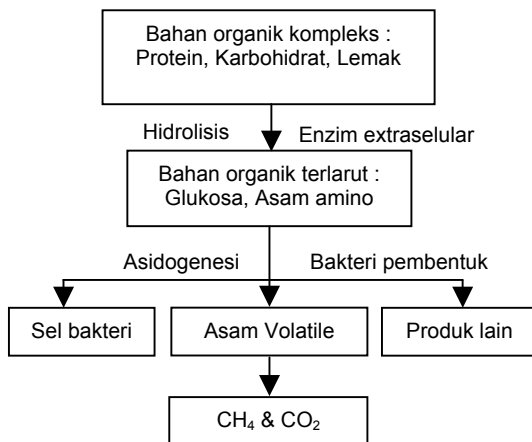 Bahan organik kompleks :
Protein, Karbohidrat, Lemak
Hidrolisis Enzim extraselular
Bahan organik terlarut :
Glukosa, Asam amino
Asidogenesi Bakteri pembentuk
Sel bakteri Asam Volatile Produk lain
CH₄ & CO₂